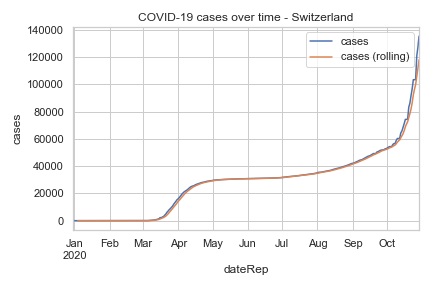 COVID-19 cases over time - Switzerland
cases
cases (rolling)
140000
120000
100000
80000
60000
40000
20000
0
cases
Jan Feb Mar Apr May Jun Jul Aug Sep Oct
2020
dateRep